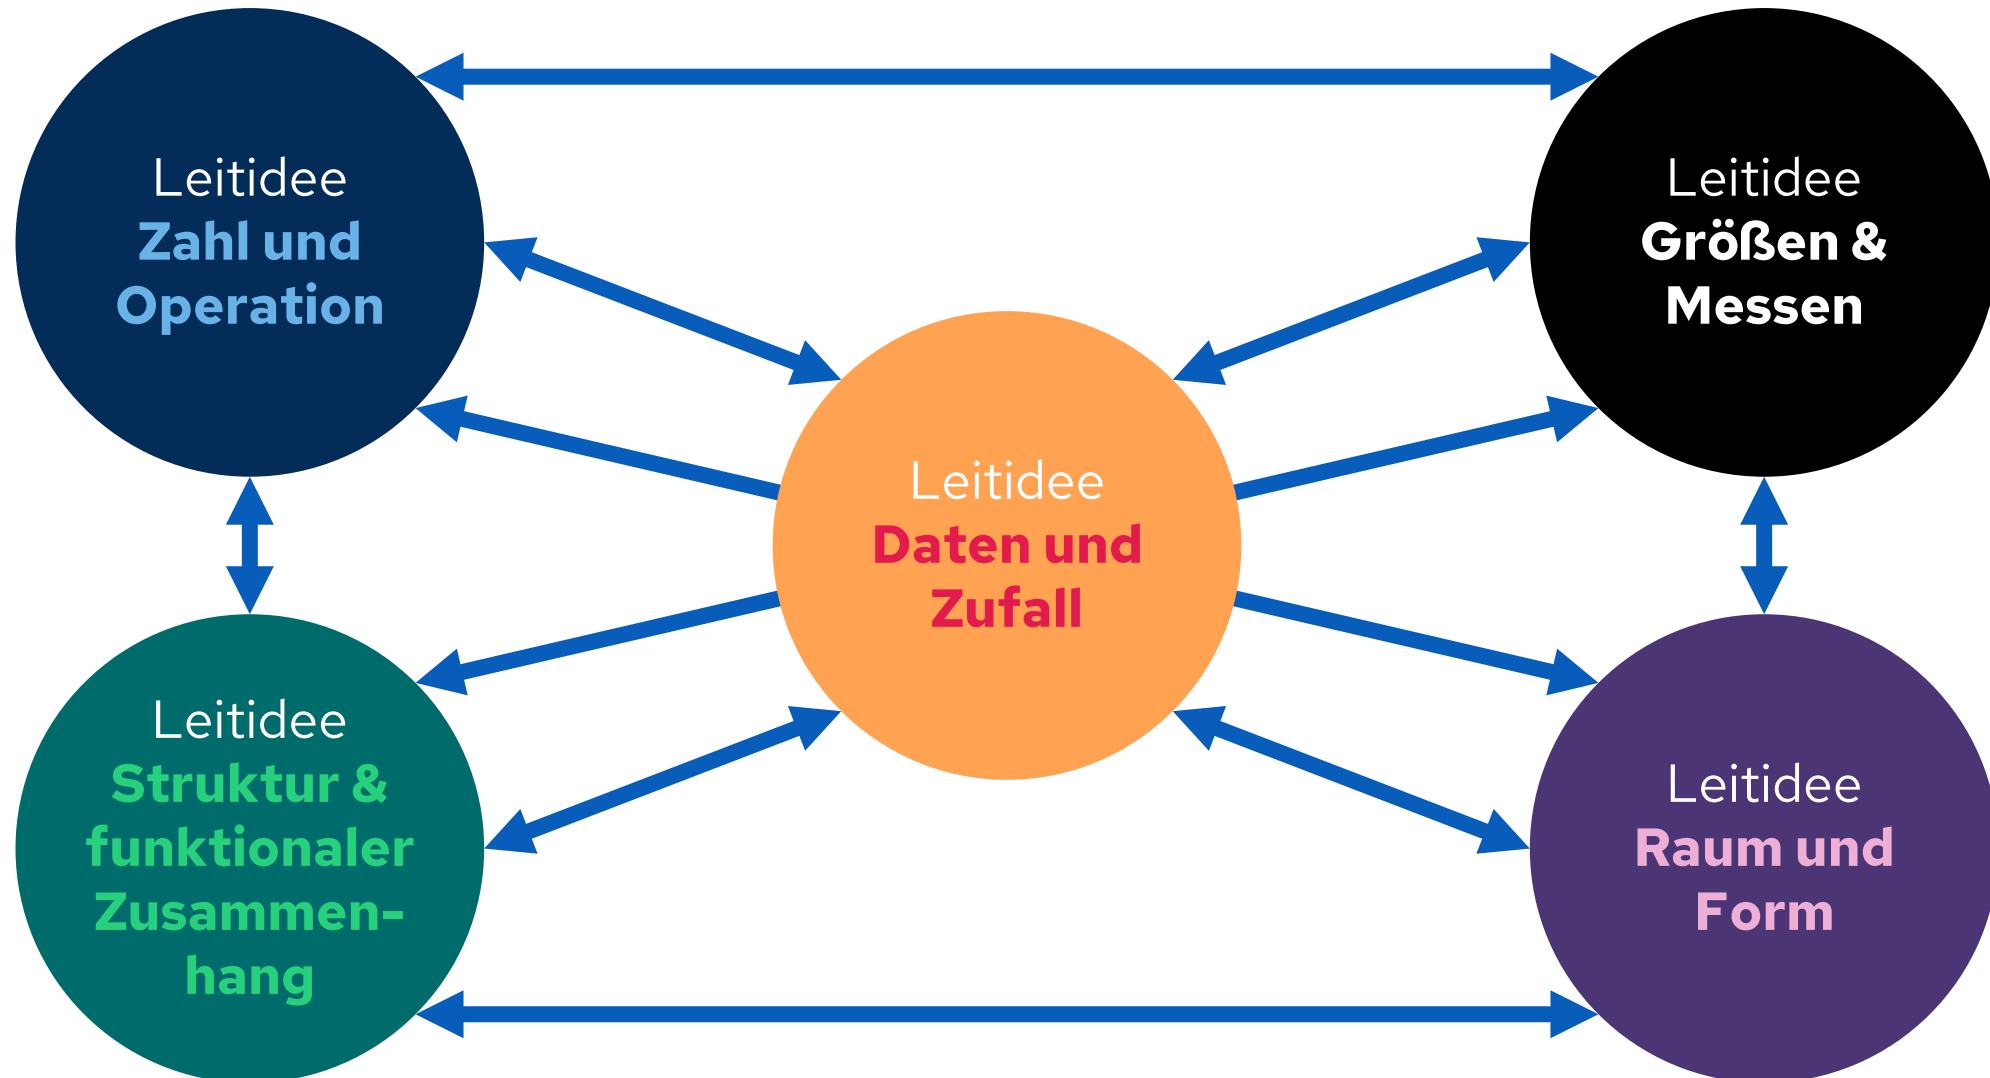 Leitidee
Zahl und
Operation
Leitidee
Größen &
Messen
Leitidee
Daten und
Zufall
Leitidee
Struktur &
funktionaler
Zusammen-
hang
Leitidee
Raum und
Form